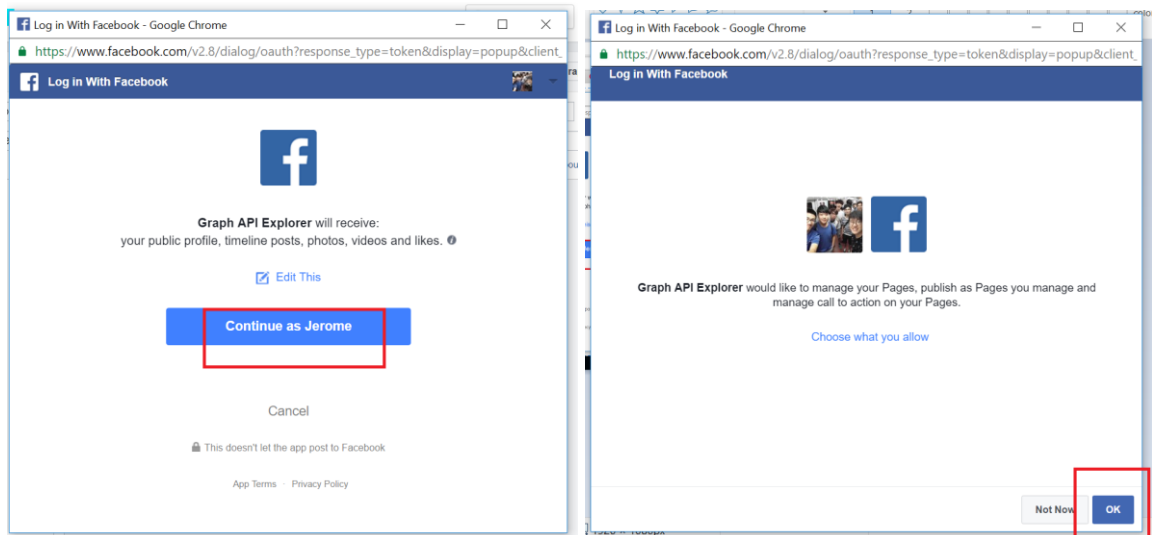 Log in With Facebook - Google Chrome
https://www.facebook.com/v2.8/dialog/oauth?response_type=token&display=popup&client_
Log in With Facebook
Graph API Explorer will receive:
your public profile, timeline posts, photos, videos and likes.
Edit This
Continue as Jerome
Cancel
This doesn't let the app post to Facebook
App Terms · Privacy Policy
Log in With Facebook - Google Chrome
https://www.facebook.com/v2.8/dialog/oauth?response_type=token&display=popup&client_
Log in With Facebook
Graph API Explorer would like to manage your Pages, publish as Pages you manage and
manage call to action on your Pages.
Choose what you allow
Not Now
OK